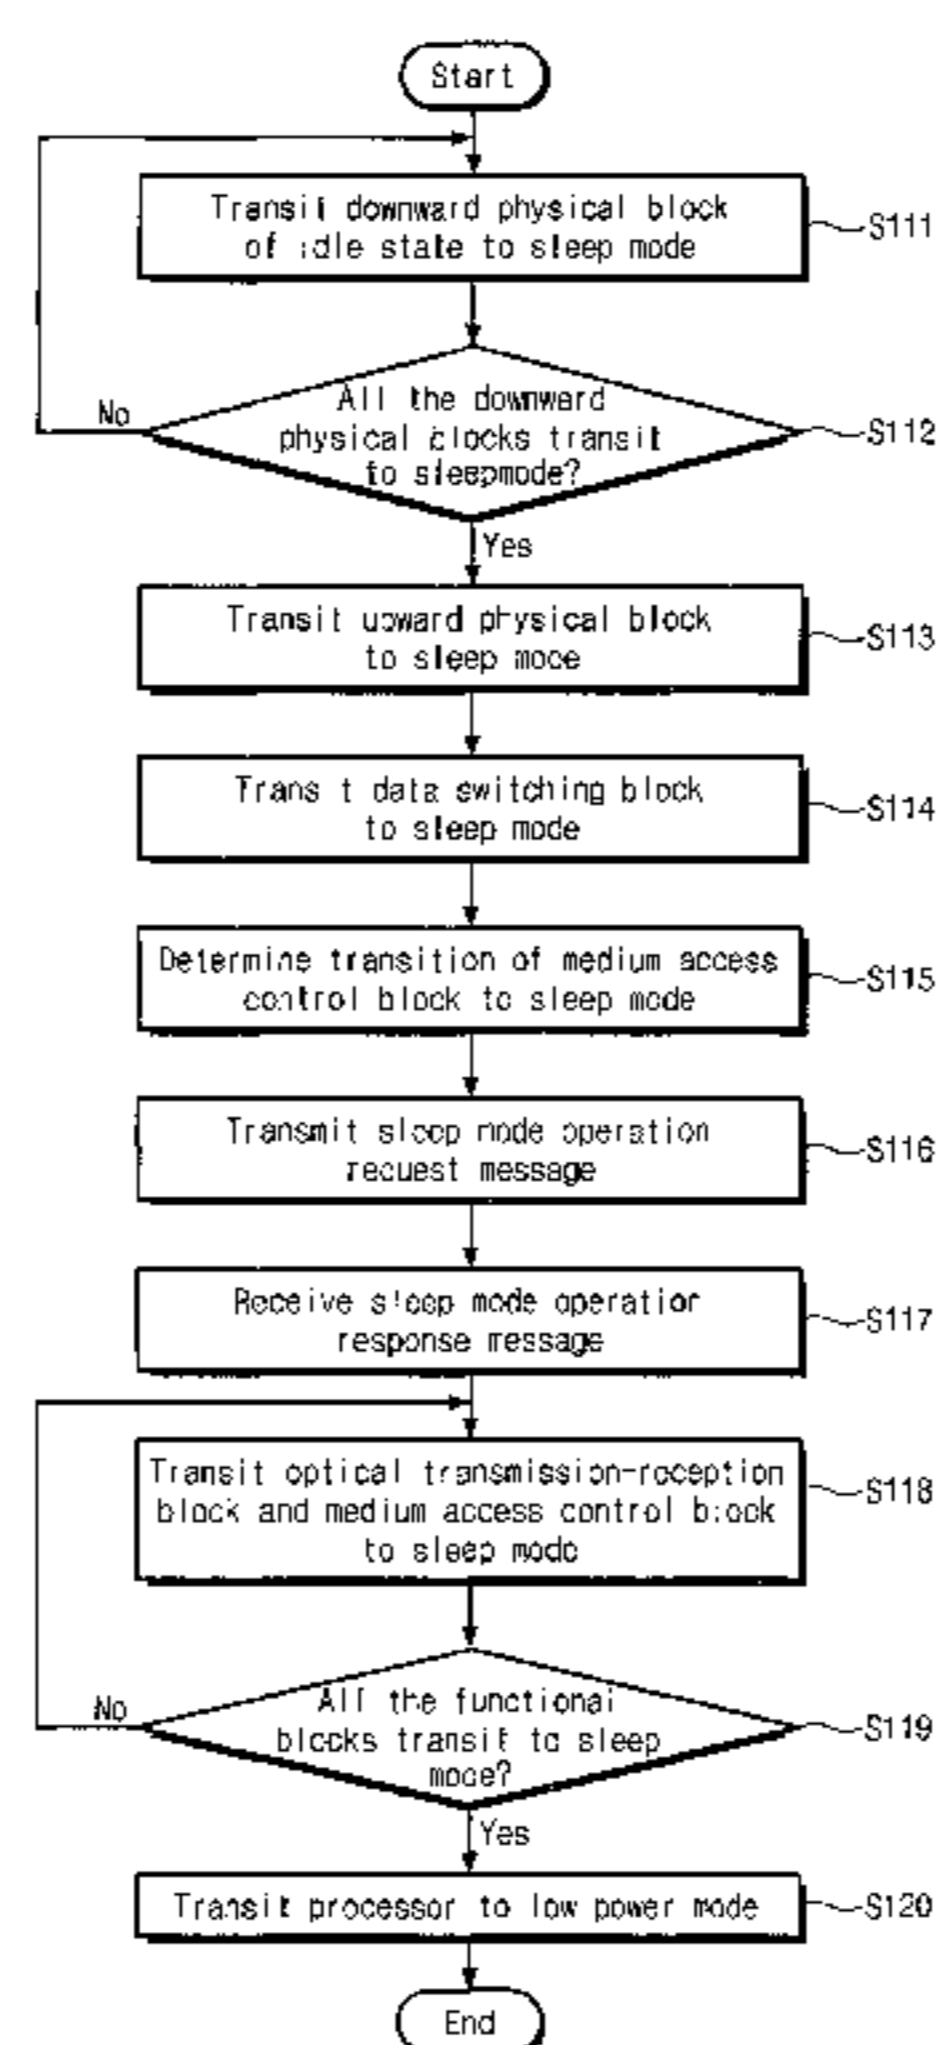 Start
Transit downward physical block
of idle state to sleep mode
S111
All the downward
physical blocks transit
to sleepmode?
S112
No
Yes
Transit upward physical block
to sleep mode
S113
Transit data switching block
to sleep mode
S114
Determine transition of medium access
control block to sleep mode
S115
Transmit sleep mode operation
request message
S116
Receive sleep mode operation
response message
S117
Transit optical transmission-reception
block and medium access control block
to sleep mode
S118
All the functional
blocks transit to sleep
mode?
S119
No
Yes
Transit processor to low power mode
S120
End